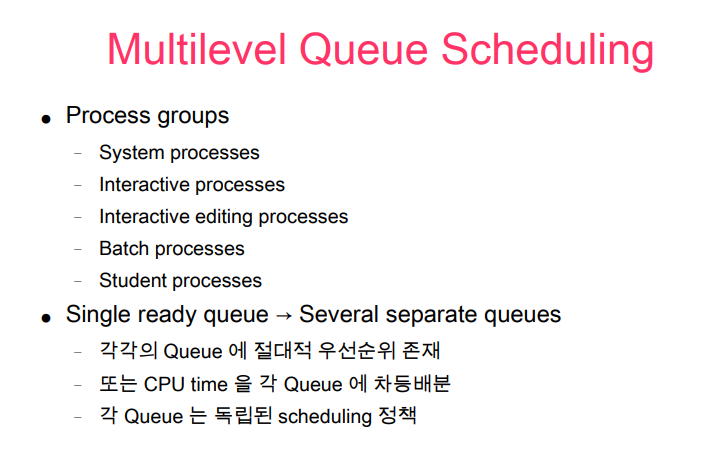 Multilevel Queue Scheduling
● Process groups
– System processes
– Interactive processes
– Interactive editing processes
– Batch processes
– Student processes
● Single ready queue → Several separate queues
– 각각의 Queue 에 절대적 우선순위 존재
– 또는 CPU time 을 각 Queue 에 차등배분
– 각 Queue 는 독립된 scheduling 정책